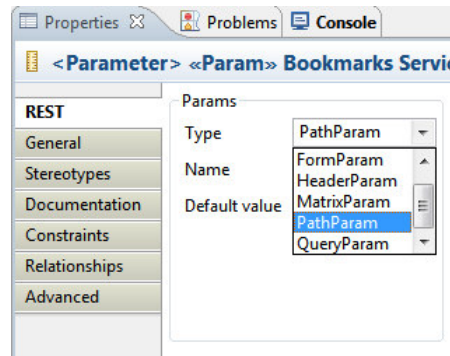 Properties Problems Console
<Parameter> «Param» Bookmarks Servi
REST
General
Stereotypes
Documentation
Constraints
Relationships
Advanced
Params
Type PathParam
Name
Default value
FormParam
HeaderParam
MatrixParam
PathParam
QueryParam